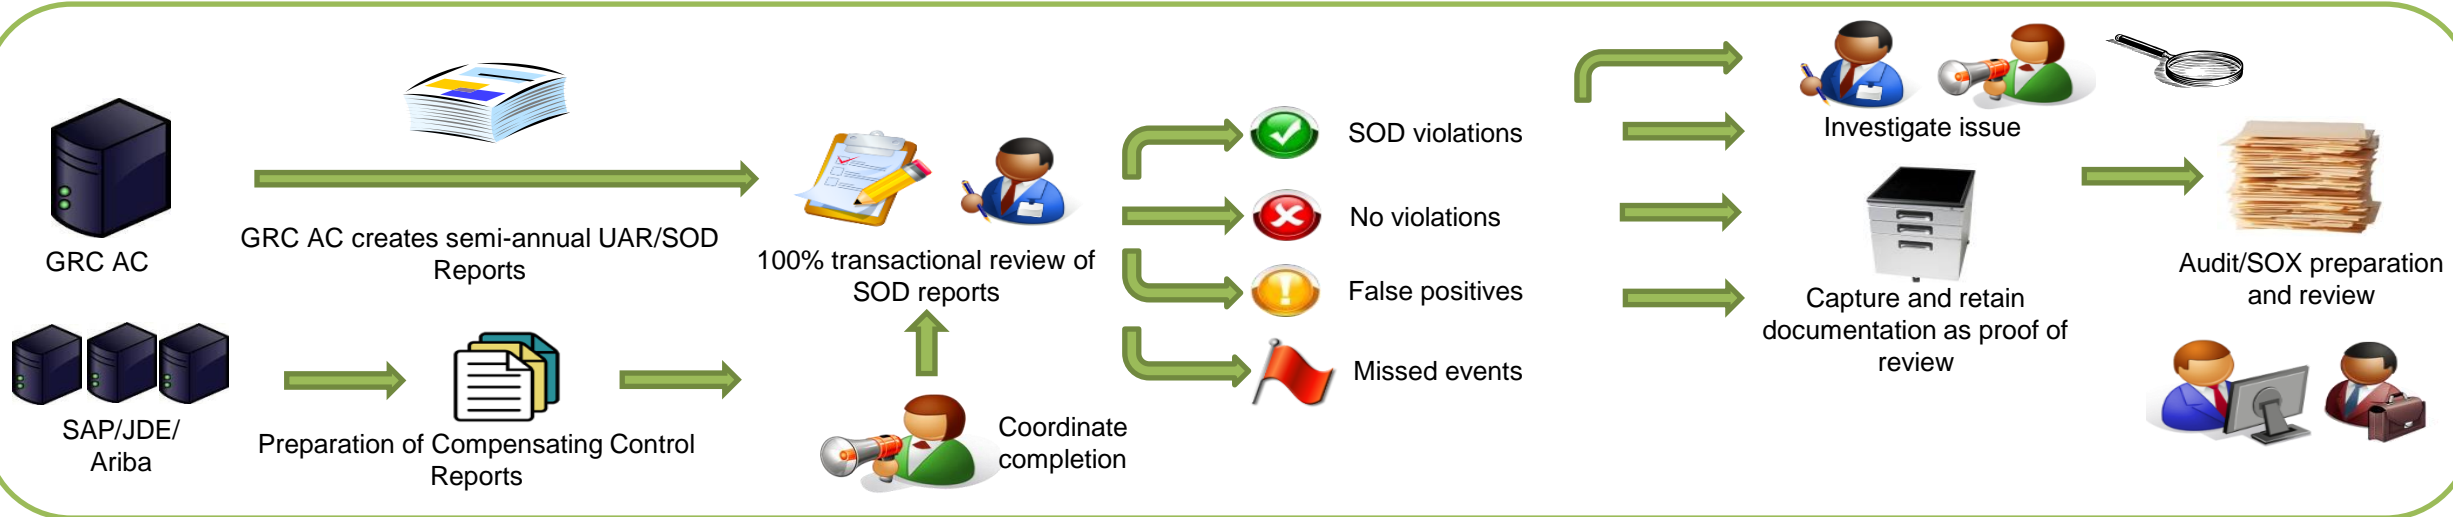 GRC AC
GRC AC creates semi-annual UAR/SOD
Reports
SAP/JDE/
Ariba
Preparation of Compensating Control
Reports
100% transactional review of
SOD reports
Coordinate
completion
SOD violations
No violations
False positives
Missed events
Investigate issue
Capture and retain
documentation as proof of
review
Audit/SOX preparation
and review